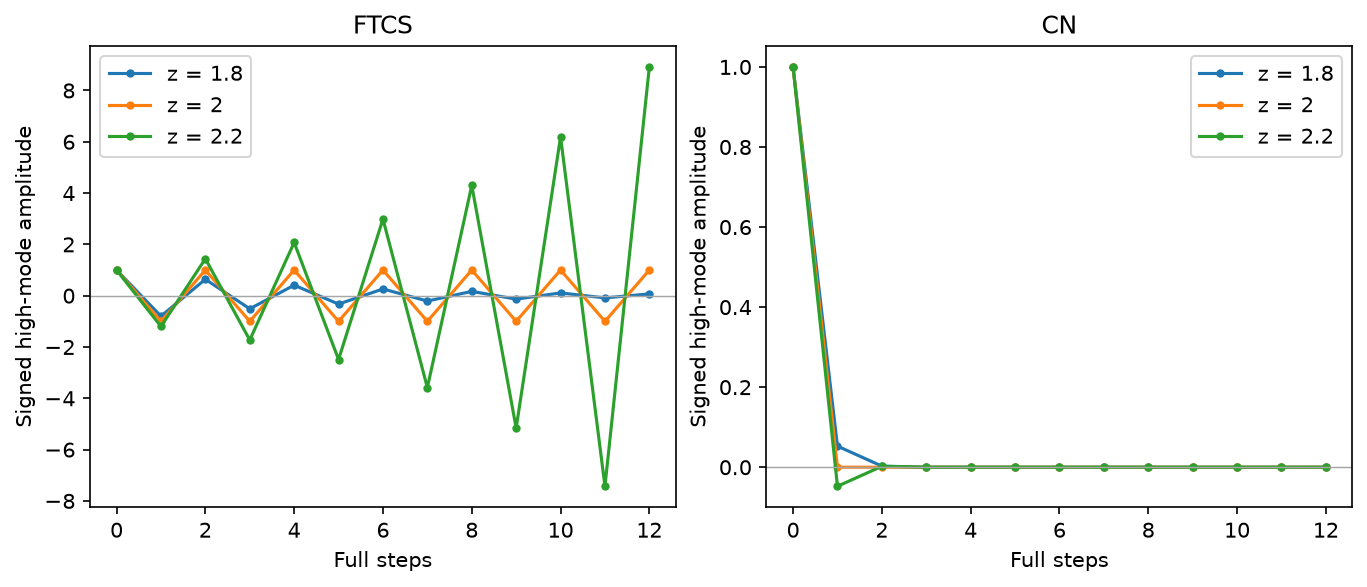 FTCS
z = 1.8
z = 2
z = 2.2
8
6
4
2
0
−2
−4
−6
−8
Signed high-mode amplitude
0 2 4 6 8 10 12
Full steps
CN
z = 1.8
z = 2
z = 2.2
1.0
0.8
0.6
0.4
0.2
0.0
Signed high-mode amplitude
0 2 4 6 8 10 12
Full steps